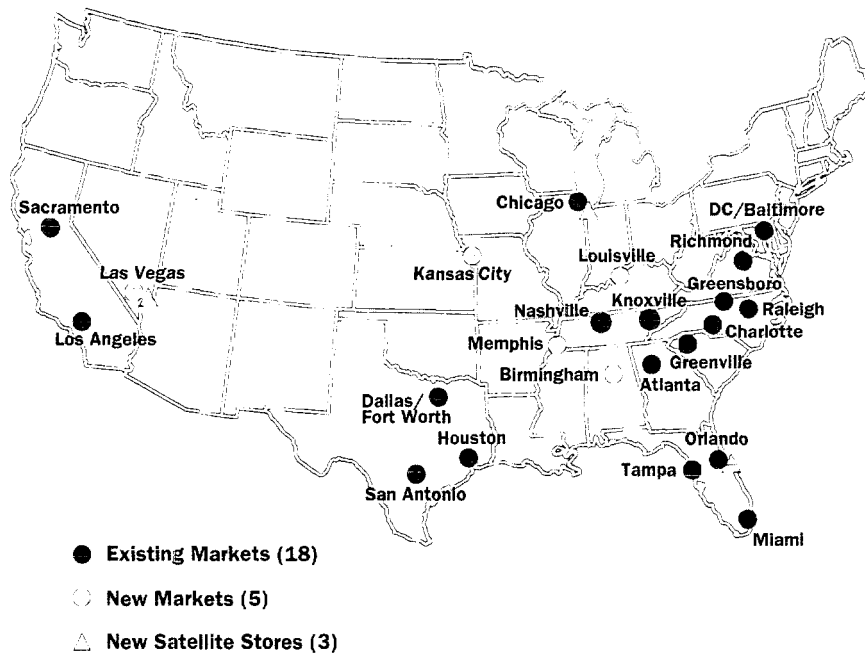 Sacramento
Las Vegas
2
Los Angeles
Chicago
Kansas City
Louisville
DC/Baltimore
Richmond
Greensboro
Nashville
Knoxville
Raleigh
Charlotte
Memphis
Greenville
Birmingham
Atlanta
Dallas/
Fort Worth
Houston
San Antonio
Orlando
Tampa
Miami
Existing Markets (18)
New Markets (5)
New Satellite Stores (3)